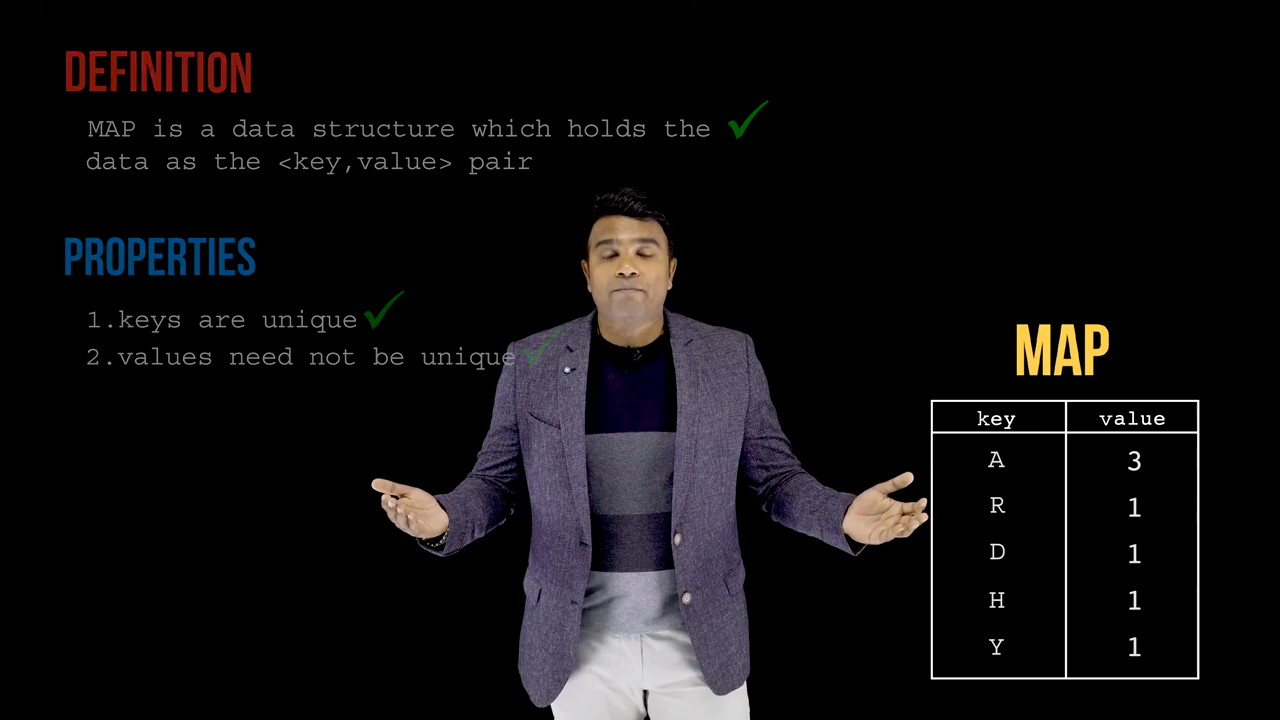 DEFINITION
MAP is a data structure which holds the
data as the <key,value> pair
PROPERTIES
1.keys are unique
2.values need not be unique
MAP
key value
A 3
R 1
D 1
H 1
Y 1